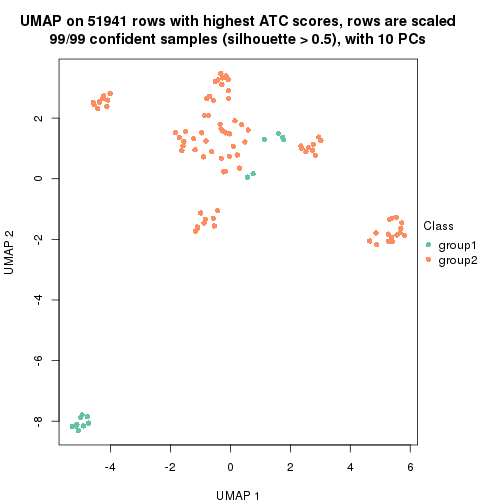 UMAP on 51941 rows with highest ATC scores, rows are scaled
99/99 confident samples (silhouette > 0.5), with 10 PCs
2
0
-2
-4
-6
-8
UMAP 2
-4 -2 0 2 4 6
UMAP 1
Class
group1
group2